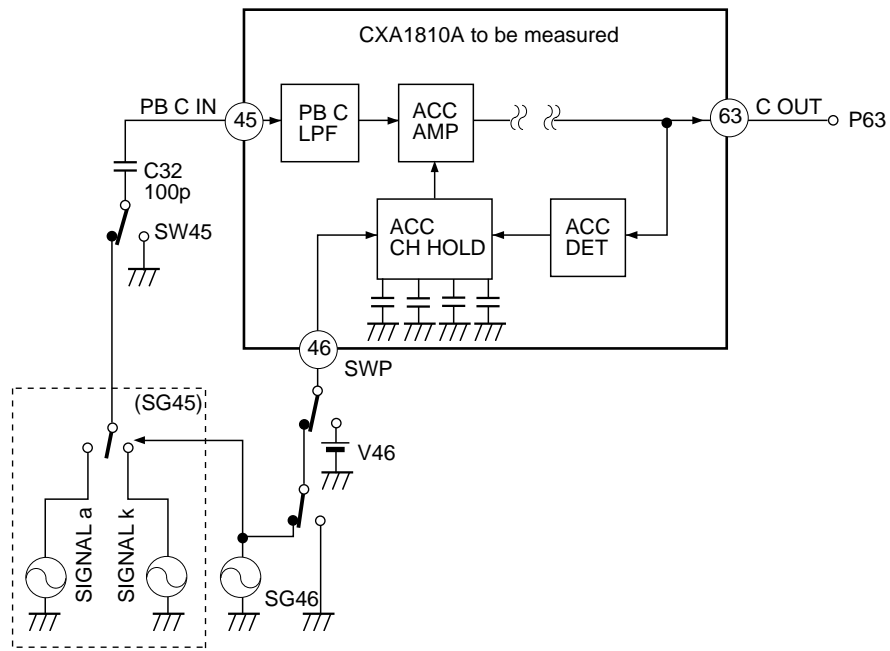 CXA1810A to be measured
PB C IN
45
PB C
LPF
ACC
AMP
63
C OUT
P63
C32
100p
SW45
ACC
CH HOLD
ACC
DET
46
SWP
(SG45)
V46
SIGNAL a
SIGNAL k
SG46